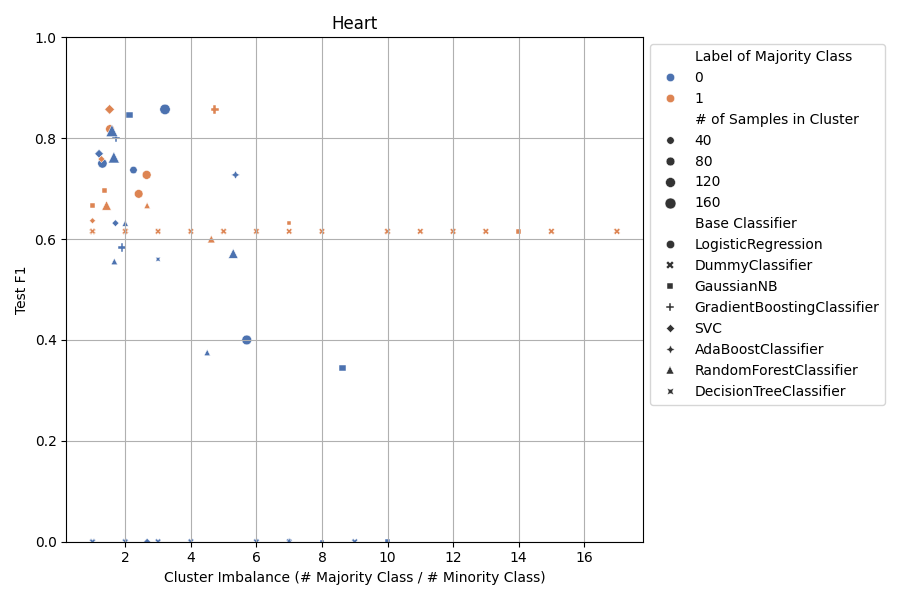 Heart
Test F1
1.0
0.8
0.6
0.4
0.2
0.0
2
4
6
8
10
12
14
16
Cluster Imbalance (# Majority Class / # Minority Class)
Label of Majority Class
0
1
# of Samples in Cluster
40
80
120
160
Base Classifier
LogisticRegression
DummyClassifier
GaussianNB
GradientBoostingClassifier
SVC
AdaBoostClassifier
RandomForestClassifier
DecisionTreeClassifier